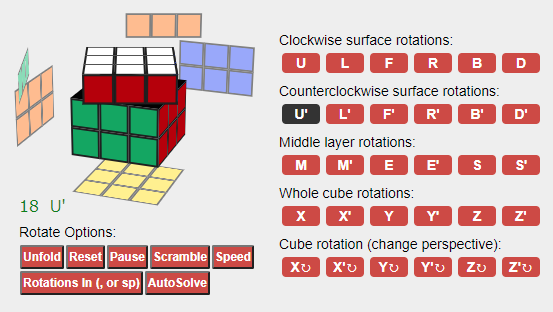 Clockwise surface rotations:
U L F R B D
Counterclockwise surface rotations:
U' L' F' R' B' D'
Middle layer rotations:
M M' E E' S S'
Whole cube rotations:
X X' Y Y' Z Z'
Cube rotation (change perspective):
X↻ X'↻ Y↻ Y'↻ Z↻ Z'↻
18 U'
Rotate Options:
Unfold Reset Pause Scramble Speed
Rotations In (, or sp) AutoSolve